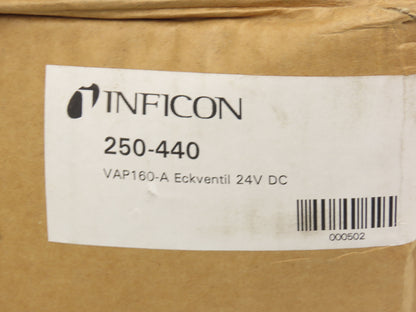 INFICON
250-440
VAP160-A Eckventil 24V DC
000502